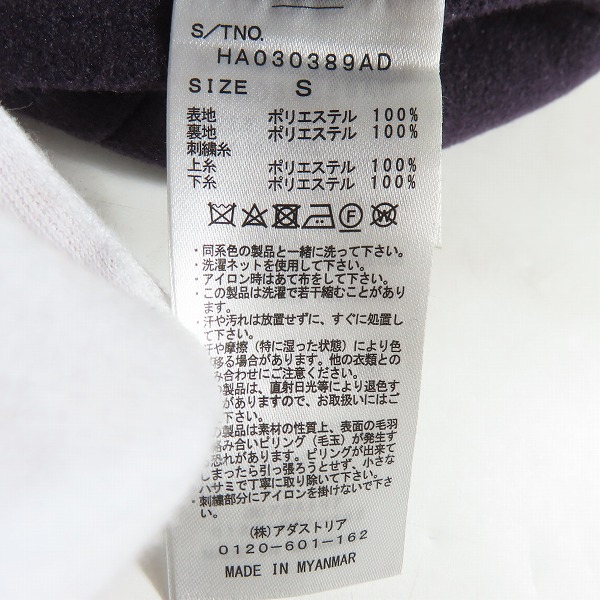 S/TNO.
HA030389AD
SIZE S
表地 ポリエステル 100%
裏地 ポリエステル 100%
刺繍糸
上糸 ポリエステル 100%
下糸 ポリエステル 100%
・同系色の製品と一緒に洗って下さい。
・洗濯ネットを使用して下さい。
・アイロン時はあて布をして下さい。
・この製品は洗濯で若干縮むことがあり
ます。
・汗や汚れは放置せずに、すぐに処置し
て下さい。
汗や摩擦（特に湿った状態）により色
移る場合があります。他の衣類との
み合わせにご注意ください。
の製品は、直射日光等により退色す
がありますので、お取扱いにはご
下さい。
の製品は素材の性質上、表面の毛羽
絡み合いピリング（毛玉）が発生す
恐れがあります。ピリングが出来て
しまったら引っ張ろうとせず、小さな
ハサミで丁寧に取り除いて下さい。
・刺繍部分にアイロンを掛けないで下さ
い。
(株)アダストリア
0120-601-162
MADE IN MYANMAR